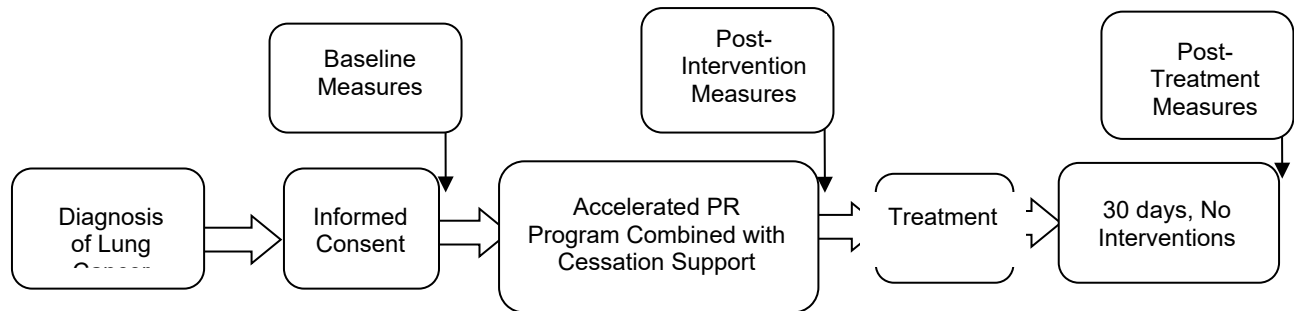 Baseline
Measures
Post-
Intervention
Measures
Post-
Treatment
Measures
Diagnosis
of Lung
Informed
Consent
Accelerated PR
Program Combined with
Cessation Support
Treatment
30 days, No
Interventions